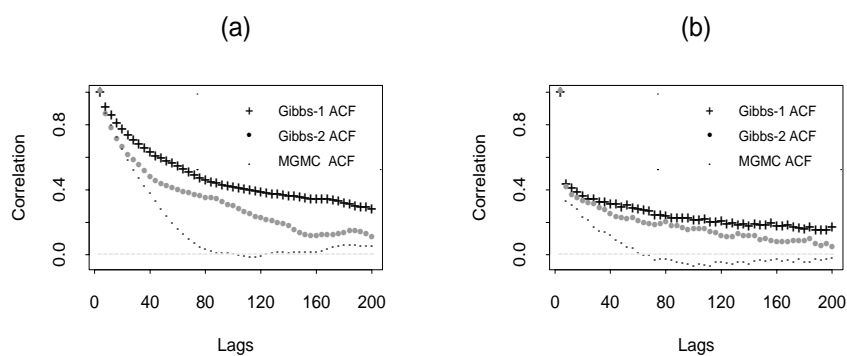 (a)
Correlation
0.0 0.4 0.8
Gibbs-1 ACF
Gibbs-2 ACF
MGMC ACF
0 40 80 120 160 200
Lags
(b)
Correlation
0.0 0.4 0.8
Gibbs-1 ACF
Gibbs-2 ACF
MGMC ACF
0 40 80 120 160 200
Lags